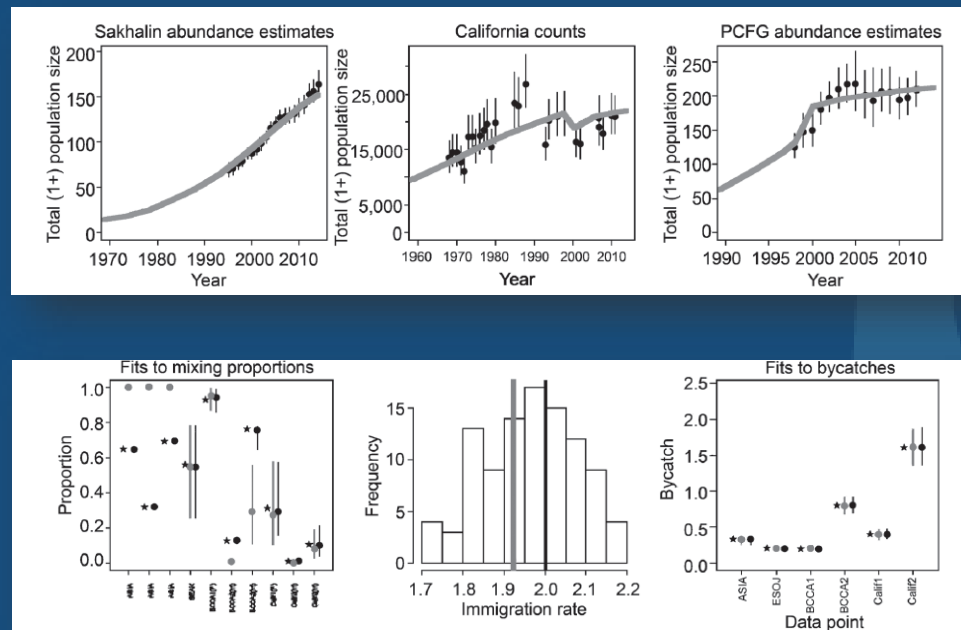 Sakhalin abundance estimates
Total (1+) population size
200
150
100
50
0
1970 1980 1990 2000 2010
Year
California counts
Total (1+) population size
25,000
15,000
5,000
0
1960 1970 1980 1990 2000 2010
Year
PCFG abundance estimates
Total (1+) population size
250
200
150
100
50
0
1990 1995 2000 2005 2010
Year
Fits to mixing proportions
Proportion
1.0
0.8
0.6
0.4
0.2
0.0
ASIA
ASIA
ASIA
Frequency
15
10
5
0
1.7 1.8 1.9 2.0 2.1 2.2
Immigration rate
Fits to bycatches
Bycatch
2.5
2.0
1.5
1.0
0.5
0.0
ASIA
ESOJ
BCCA1
BCCA2
Calif1
Calif2
Data point